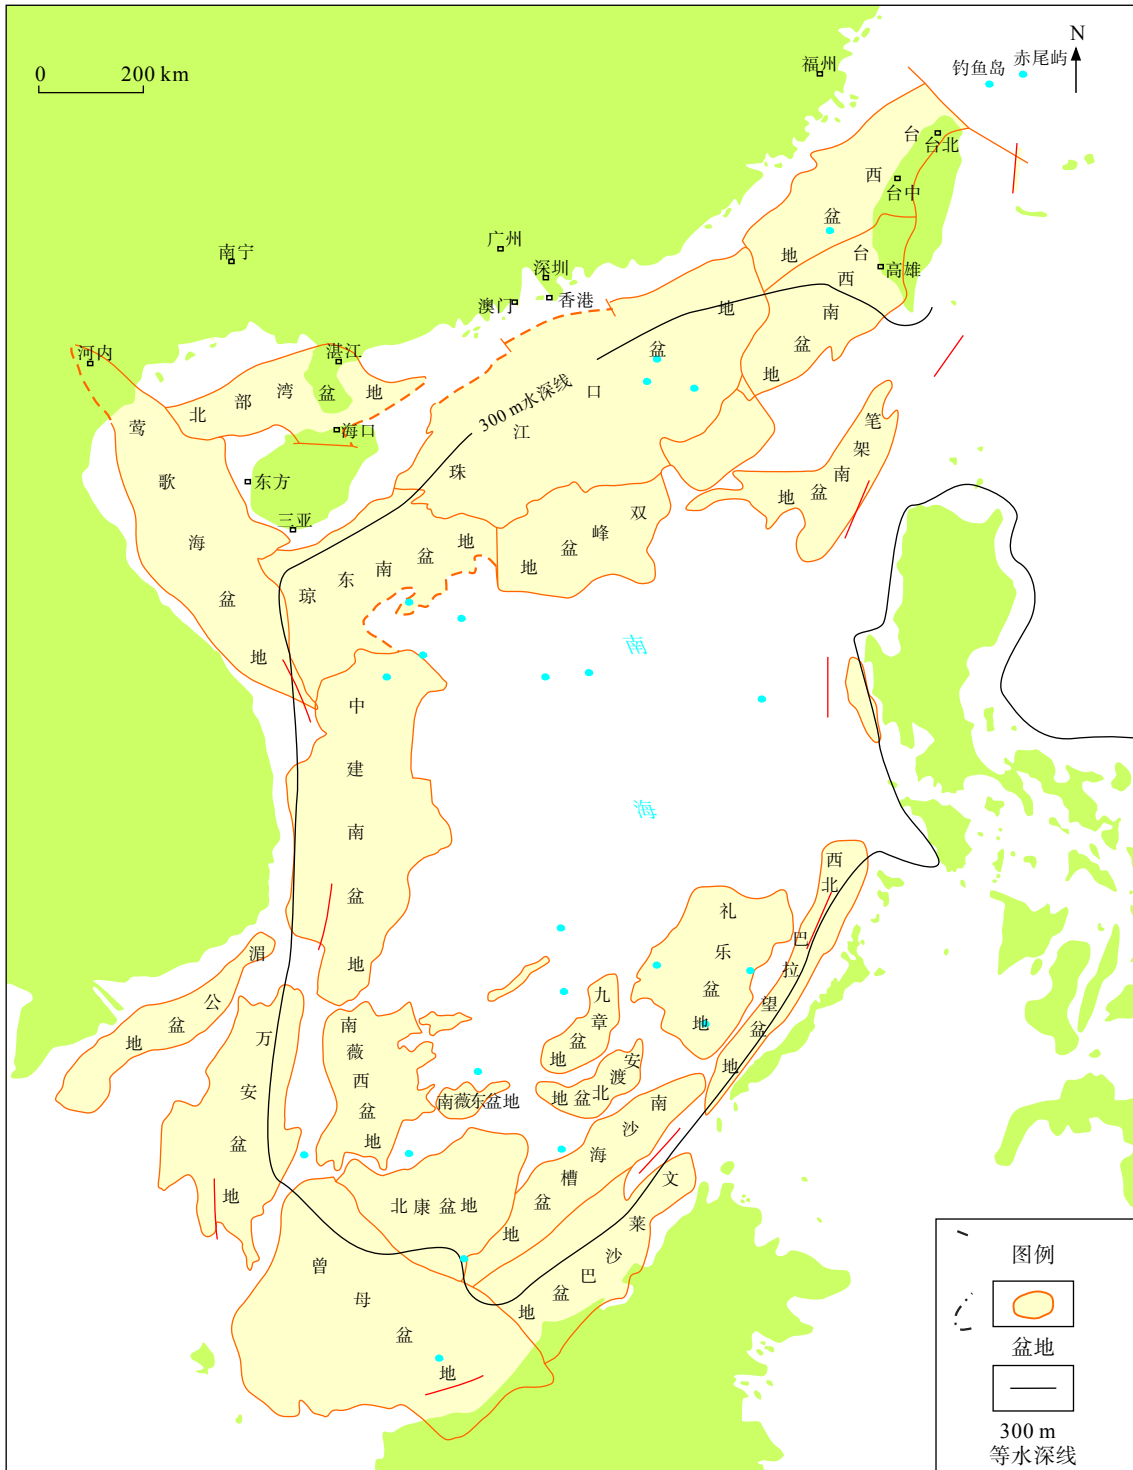 0 200 km
N
福州
钓鱼岛
赤尾屿
台北
台中
高雄
台西盆地
台西南盆地
南宁
广州
深圳
香港
澳门
河内
湛江
海口
东方
三亚
北部湾盆地
莺歌海盆地
珠江口盆地
300 m水深线
笔架南盆地
双峰盆地
琼东南盆地
南海
中建南盆地
湄公盆地
万安盆地
南薇西盆地
南薇东盆地
九章盆地
安渡北盆地
礼乐盆地
西北巴拉望盆地
南沙海槽盆地
北康盆地
文莱沙巴盆地
曾母盆地
图例
盆地
300 m
等水深线